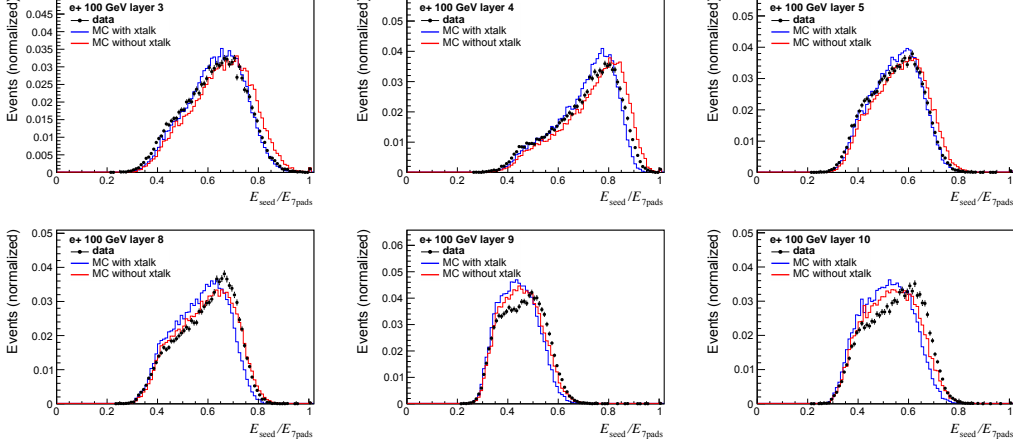 e+ 100 GeV layer 3
data
MC with xtalk
MC without xtalk
Events (normalized)
0.035
0.03
0.025
0.02
0.015
0.01
0.005
0
0 0.2 0.4 0.6 0.8 1
E_seed/E_7pads
e+ 100 GeV layer 4
data
MC with xtalk
MC without xtalk
Events (normalized)
0.04
0.03
0.02
0.01
0
0 0.2 0.4 0.6 0.8 1
E_seed/E_7pads
e+ 100 GeV layer 5
data
MC with xtalk
MC without xtalk
Events (normalized)
0.04
0.03
0.02
0.01
0
0 0.2 0.4 0.6 0.8 1
E_seed/E_7pads
e+ 100 GeV layer 8
data
MC with xtalk
MC without xtalk
Events (normalized)
0.05
0.04
0.03
0.02
0.01
0
0 0.2 0.4 0.6 0.8 1
E_seed/E_7pads
e+ 100 GeV layer 9
data
MC with xtalk
MC without xtalk
Events (normalized)
0.06
0.05
0.04
0.03
0.02
0.01
0
0 0.2 0.4 0.6 0.8 1
E_seed/E_7pads
e+ 100 GeV layer 10
data
MC with xtalk
MC without xtalk
Events (normalized)
0.04
0.03
0.02
0.01
0
0 0.2 0.4 0.6 0.8 1
E_seed/E_7pads